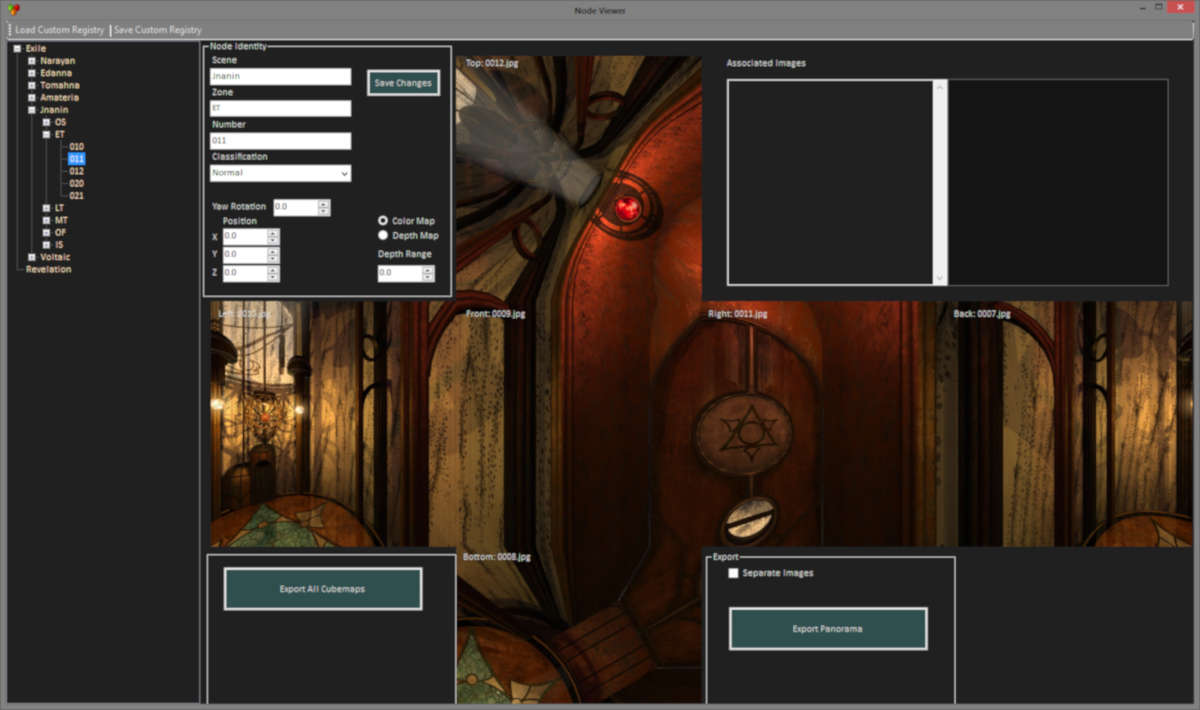 Node Viewer
Load Custom Registry
Save Custom Registry
Exile
Narayan
Edanna
Tomahna
Amateria
Jnanin
OS
ET
010
011
012
020
021
LT
MT
OF
IS
Voltaic
Revelation
Node Identity
Scene
Jnanin
Save Changes
Zone
ET
Number
011
Classification
Normal
Yaw Rotation 0.0
Position
X 0.0
Y 0.0
Z 0.0
Color Map
Depth Map
Depth Range
0.0
Top: 0012.jpg
Associated Images
Left: 0010.jpg
Front: 0009.jpg
Right: 0011.jpg
Back: 0007.jpg
Export All Cubemaps
Bottom: 0008.jpg
Export
Separate Images
Export Panorama